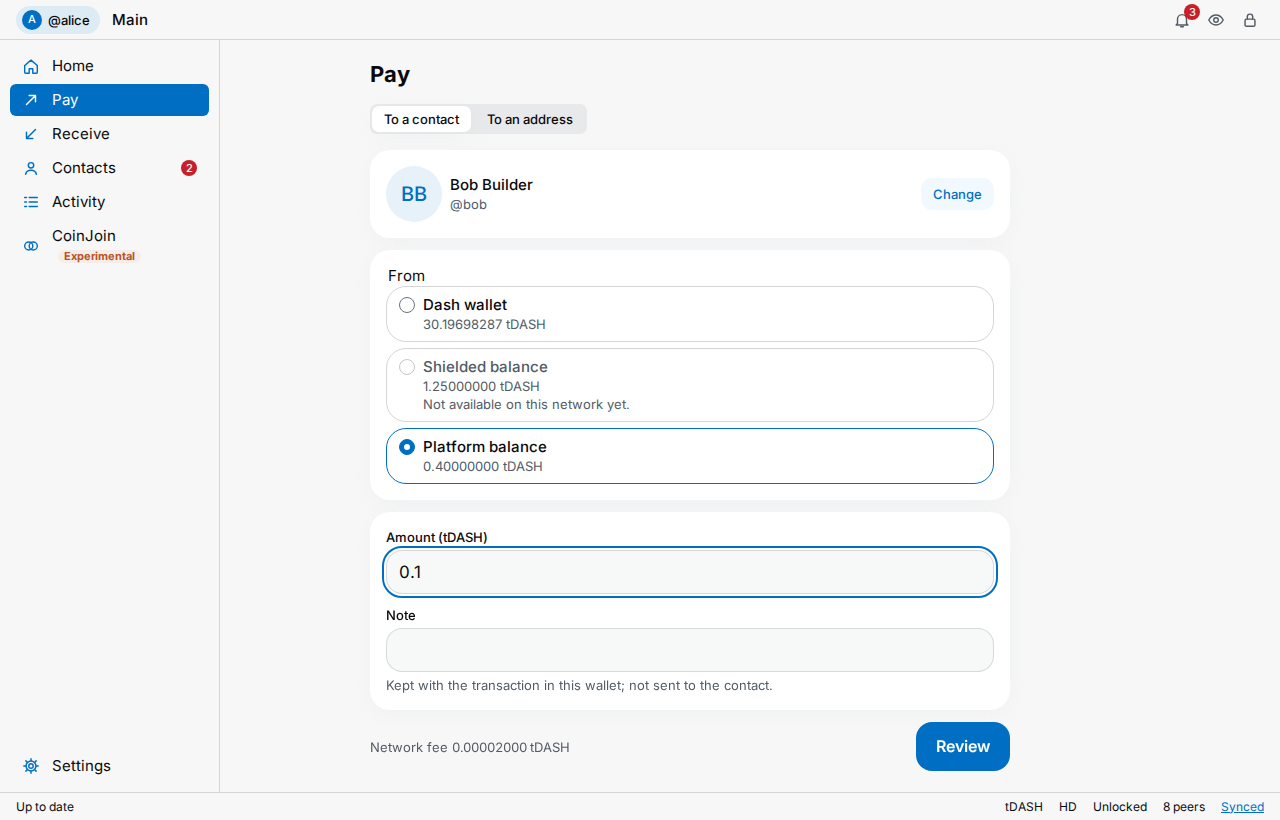 A @alice Main 3
Home
Pay
Receive
Contacts 2
Activity
CoinJoin
Experimental
Settings
Pay
To a contact To an address
BB
Bob Builder
@bob
Change
From
Dash wallet
30.19698287 tDASH
Shielded balance
1.25000000 tDASH
Not available on this network yet.
Platform balance
0.40000000 tDASH
Amount (tDASH)
0.1
Note
Kept with the transaction in this wallet; not sent to the contact.
Network fee 0.00002000 tDASH
Review
Up to date tDASH HD Unlocked 8 peers Synced